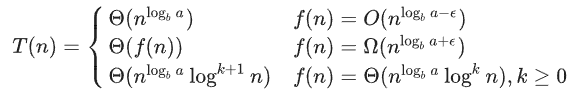 T(n) = { Θ(n^{log_b a}) f(n) = O(n^{log_b a−ϵ})
Θ(f(n)) f(n) = Ω(n^{log_b a+ϵ})
Θ(n^{log_b a} log^{k+1} n) f(n) = Θ(n^{log_b a} log^k n), k ≥ 0